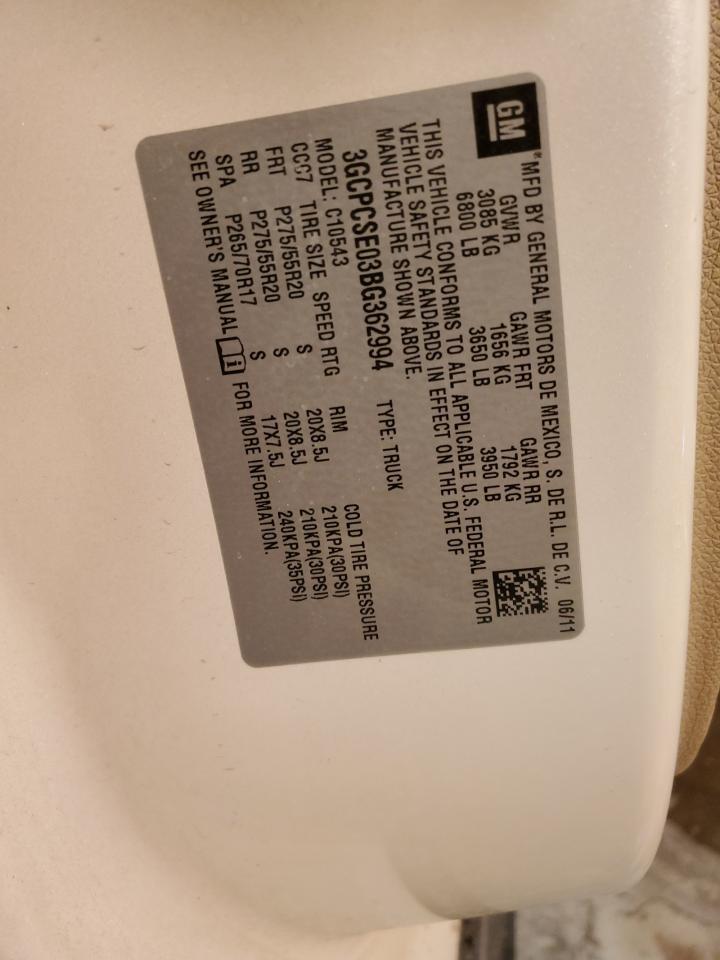 GM
MFD BY GENERAL MOTORS DE MEXICO, S. DE R.L. DE C.V. 06/11
GVWR GAWR FRT GAWR RR
3085 KG 1656 KG 1792 KG
6800 LB 3650 LB 3950 LB
THIS VEHICLE CONFORMS TO ALL APPLICABLE U.S. FEDERAL MOTOR
VEHICLE SAFETY STANDARDS IN EFFECT ON THE DATE OF
MANUFACTURE SHOWN ABOVE.
3GCPCSE03BG362994 TYPE: TRUCK
MODEL: C10543
CCC7 TIRE SIZE SPEED RTG RIM COLD TIRE PRESSURE
FRT P275/55R20 S 20X8.5J 210KPA(30PSI)
RR P275/55R20 S 20X8.5J 210KPA(30PSI)
SPA P265/70R17 S 17X7.5J 240KPA(35PSI)
SEE OWNER'S MANUAL FOR MORE INFORMATION.